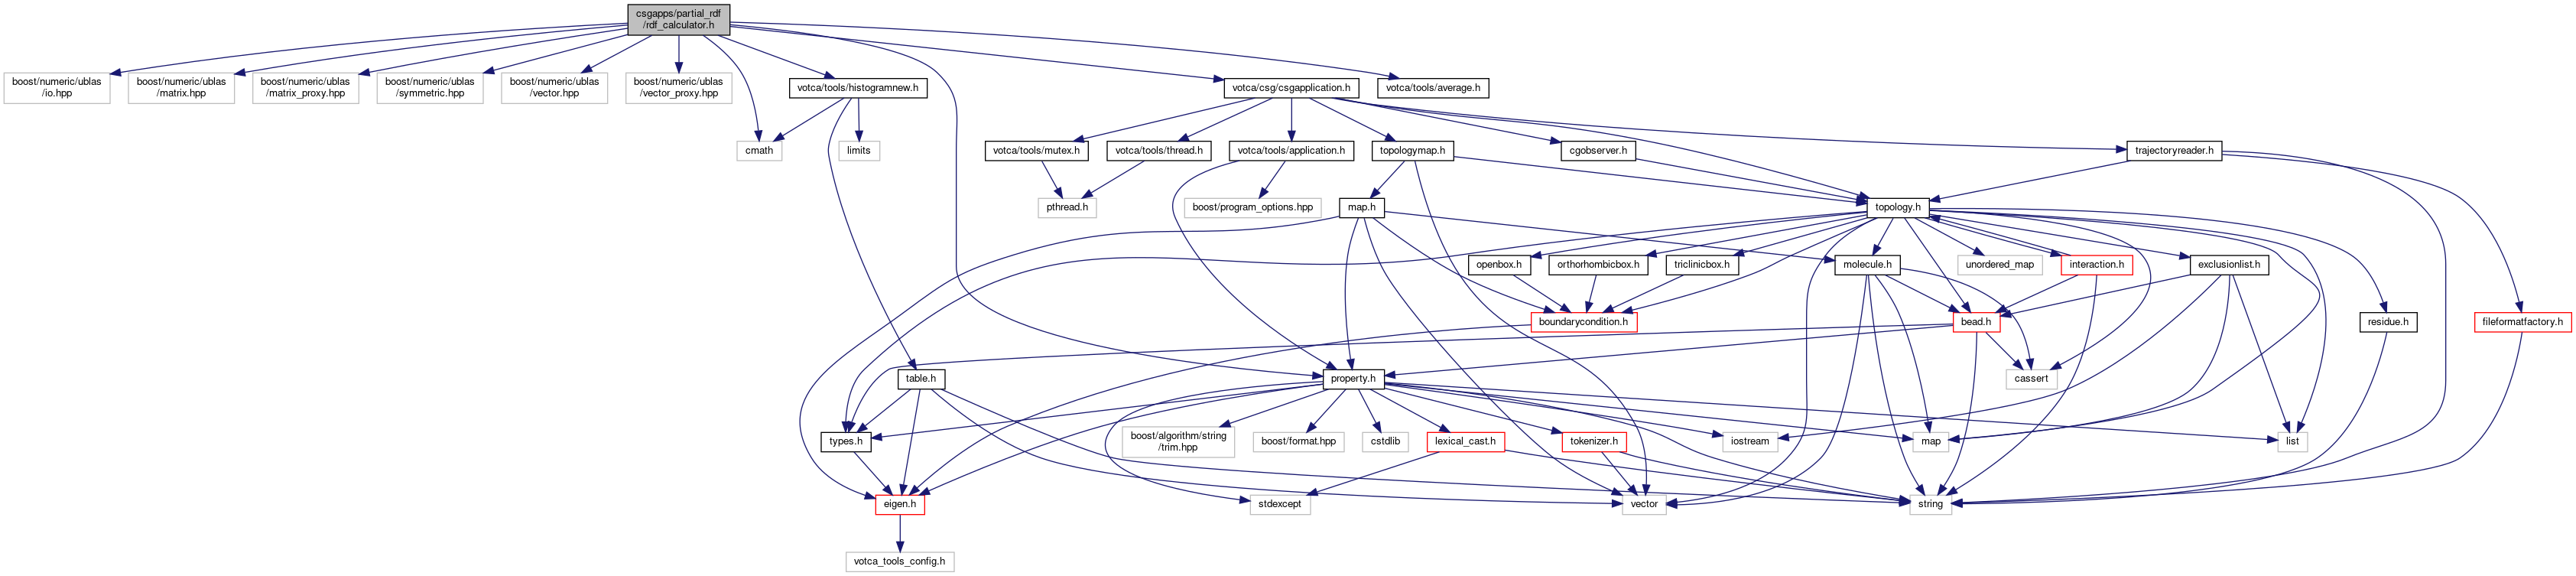 csgapps/partial_rdf
/rdf_calculator.h
boost/numeric/ublas
/io.hpp
boost/numeric/ublas
/matrix.hpp
boost/numeric/ublas
/matrix_proxy.hpp
boost/numeric/ublas
/symmetric.hpp
boost/numeric/ublas
/vector.hpp
boost/numeric/ublas
/vector_proxy.hpp
votca/tools/histogramnew.h
votca/csg/csgapplication.h
votca/tools/average.h
cmath
limits
votca/tools/mutex.h
votca/tools/thread.h
votca/tools/application.h
topologymap.h
cgobserver.h
trajectoryreader.h
pthread.h
boost/program_options.hpp
map.h
topology.h
openbox.h
orthorhombicbox.h
triclinicbox.h
molecule.h
unordered_map
interaction.h
exclusionlist.h
boundarycondition.h
bead.h
residue.h
fileformatfactory.h
table.h
property.h
cassert
types.h
boost/algorithm/string
/trim.hpp
boost/format.hpp
cstdlib
lexical_cast.h
tokenizer.h
iostream
map
list
eigen.h
stdexcept
vector
string
votca_tools_config.h